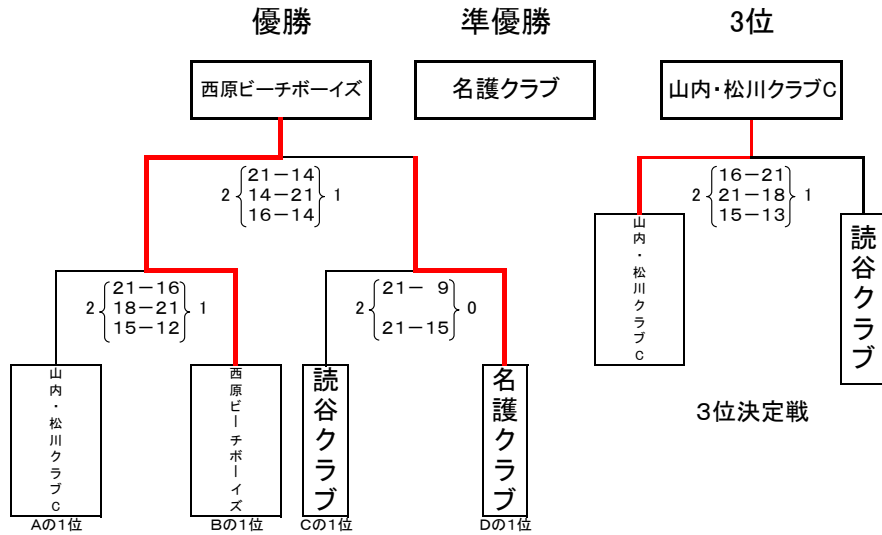 優勝
準優勝
3位
西原ビーチボーイズ
名護クラブ
山内・松川クラブC
2 21－14 1
14－21
16－14
2 16－21 1
21－18
15－13
山内・松川クラブC
読谷クラブ
2 21－16 1
18－21
15－12
2 21－ 9 0
21－15
3位決定戦
山内・松川クラブC
西原ビーチボーイズ
読谷クラブ
名護クラブ
Aの1位
Bの1位
Cの1位
Dの1位